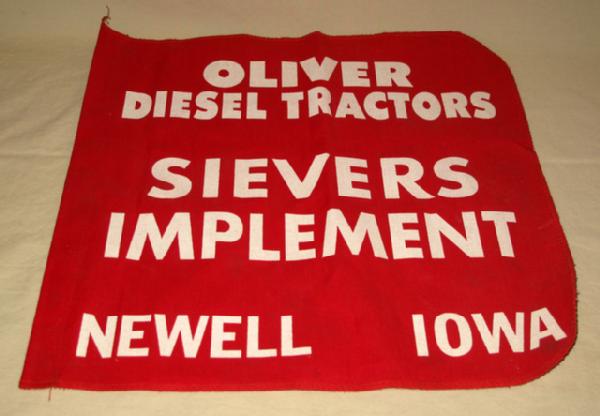 OLIVER
DIESEL TRACTORS
SIEVERS
IMPLEMENT
NEWELL IOWA